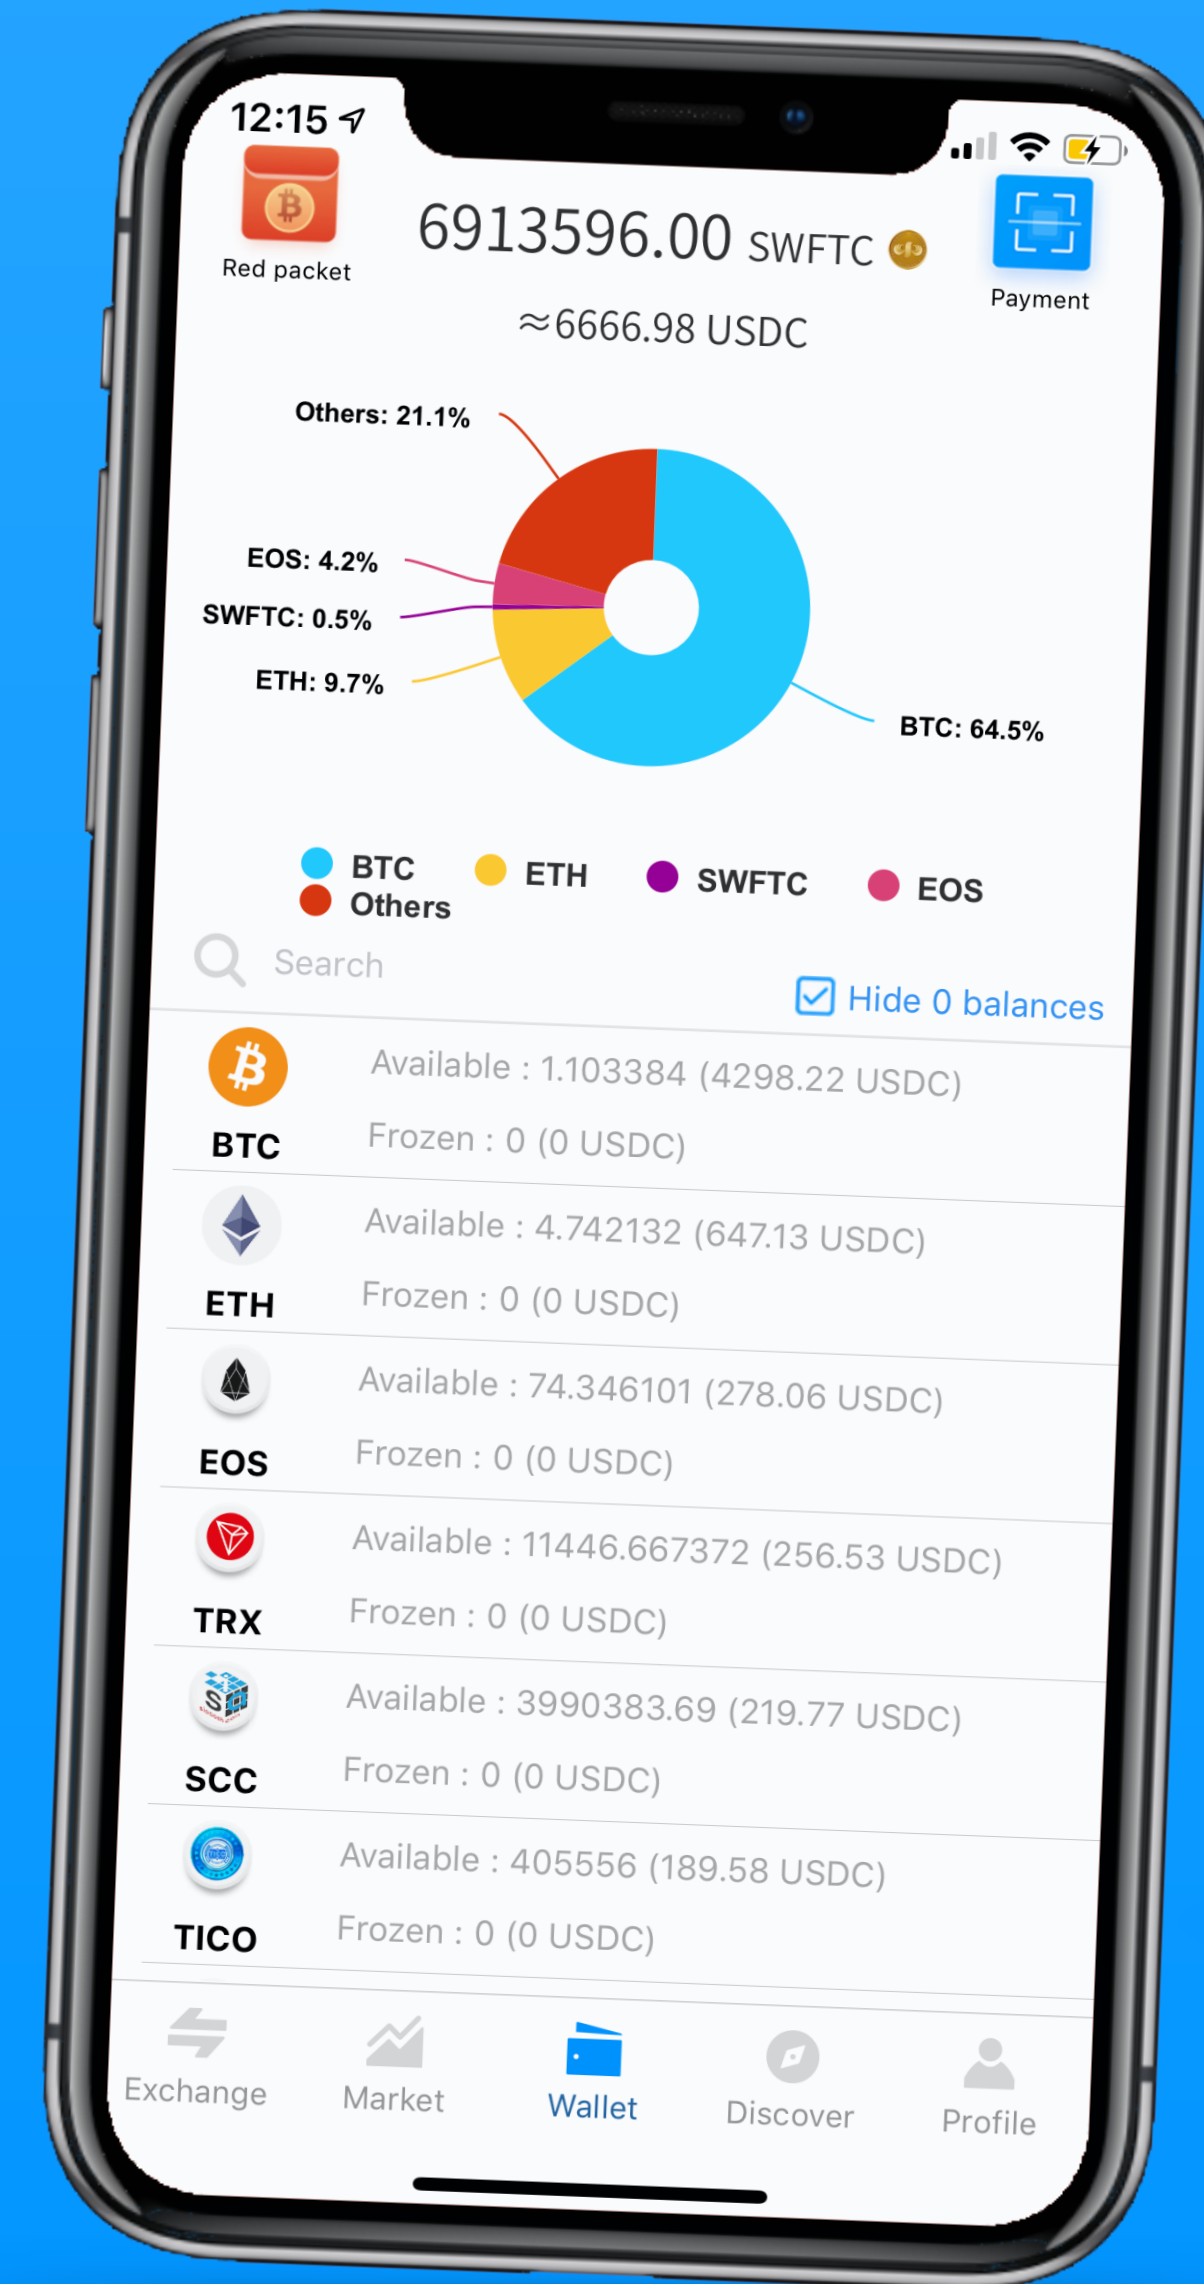 12:15
Red packet
6913596.00 SWFTC
Payment
≈6666.98 USDC
Others: 21.1%
EOS: 4.2%
SWFTC: 0.5%
ETH: 9.7%
BTC: 64.5%
BTC
ETH
SWFTC
EOS
Others
Search
Hide 0 balances
Available : 1.103384 (4298.22 USDC)
BTC
Frozen : 0 (0 USDC)
Available : 4.742132 (647.13 USDC)
ETH
Frozen : 0 (0 USDC)
Available : 74.346101 (278.06 USDC)
EOS
Frozen : 0 (0 USDC)
Available : 11446.667372 (256.53 USDC)
TRX
Frozen : 0 (0 USDC)
Available : 3990383.69 (219.77 USDC)
SCC
Frozen : 0 (0 USDC)
Available : 405556 (189.58 USDC)
TICO
Frozen : 0 (0 USDC)
Exchange
Market
Wallet
Discover
Profile